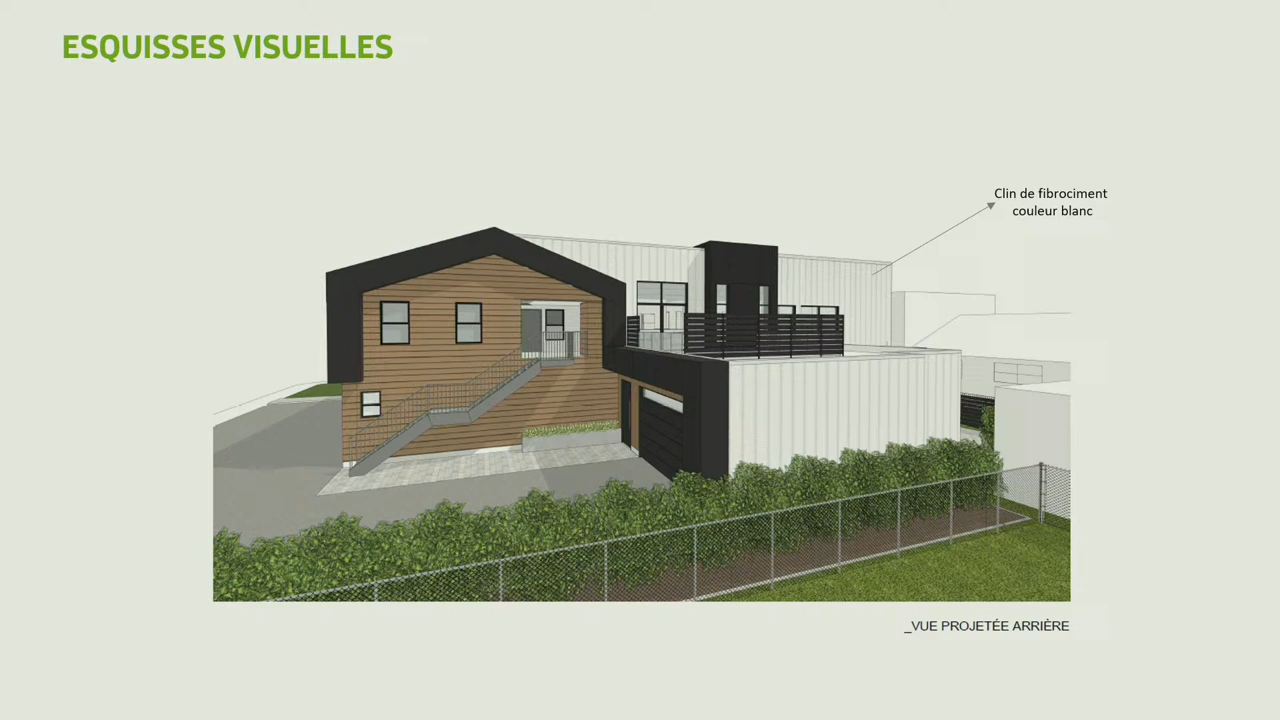 ESQUISSES VISUELLES
Clin de fibrociment
couleur blanc
_VUE PROJETÉE ARRIÈRE